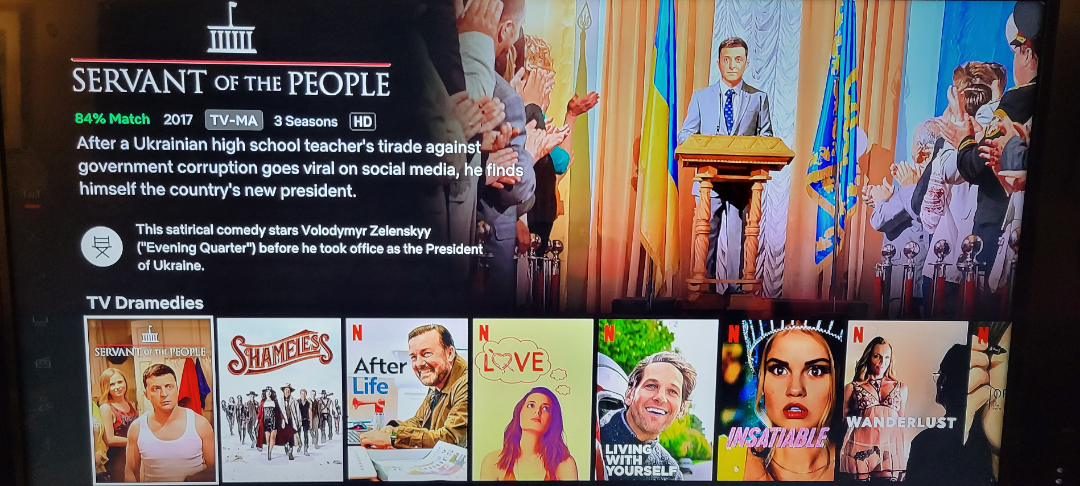 SERVANT OF THE PEOPLE
84% Match 2017 TV-MA 3 Seasons HD
After a Ukrainian high school teacher's tirade against
government corruption goes viral on social media, he finds
himself the country's new president.
This satirical comedy stars Volodymyr Zelenskyy
("Evening Quarter") before he took office as the President
of Ukraine.
TV Dramedies
SERVANT OF THE PEOPLE
SHAMELESS
N
After
Life
N
LOVE
N
LIVING
WITH
YOURSELF
N
INSATIABLE
N
WANDERLUST
N